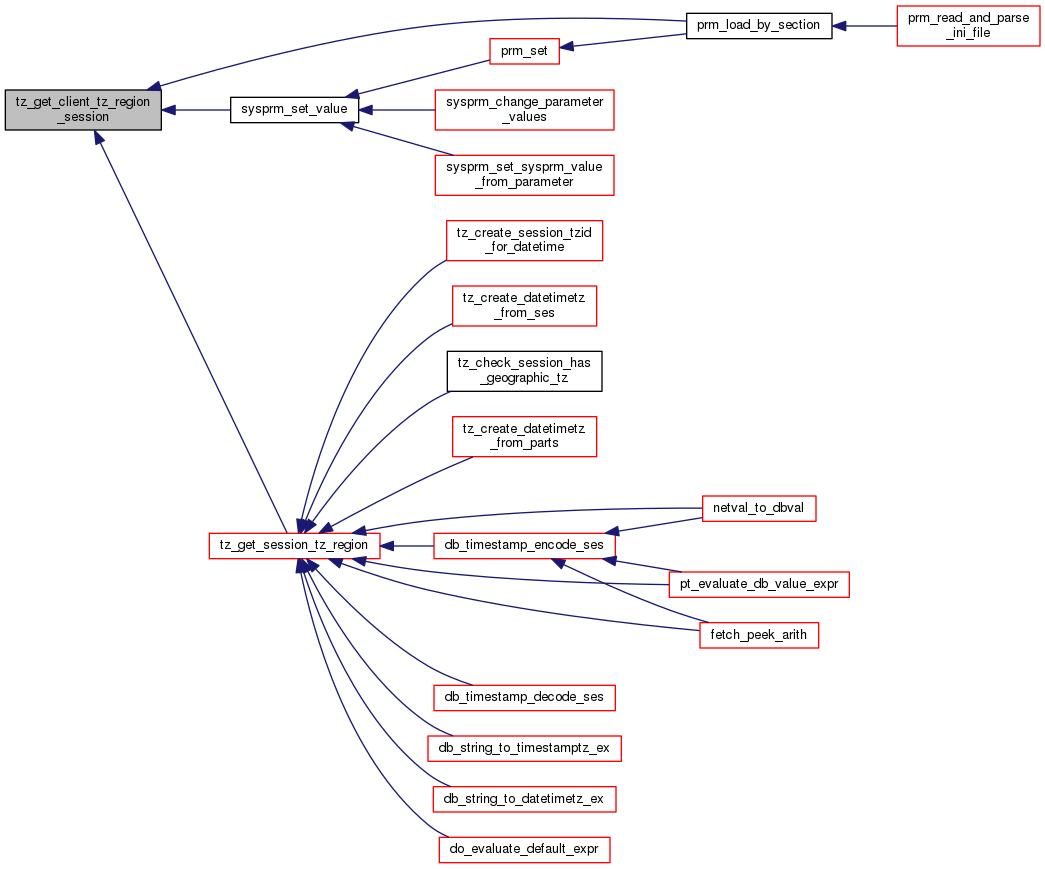 prm_load_by_section
prm_read_and_parse
_ini_file
prm_set
tz_get_client_tz_region
_session
sysprm_set_value
sysprm_change_parameter
_values
sysprm_set_sysprm_value
_from_parameter
tz_create_session_tzid
_for_datetime
tz_create_datetimetz
_from_ses
tz_check_session_has
_geographic_tz
tz_create_datetimetz
_from_parts
netval_to_dbval
tz_get_session_tz_region
db_timestamp_encode_ses
pt_evaluate_db_value_expr
fetch_peek_arith
db_timestamp_decode_ses
db_string_to_timestamptz_ex
db_string_to_datetimetz_ex
do_evaluate_default_expr